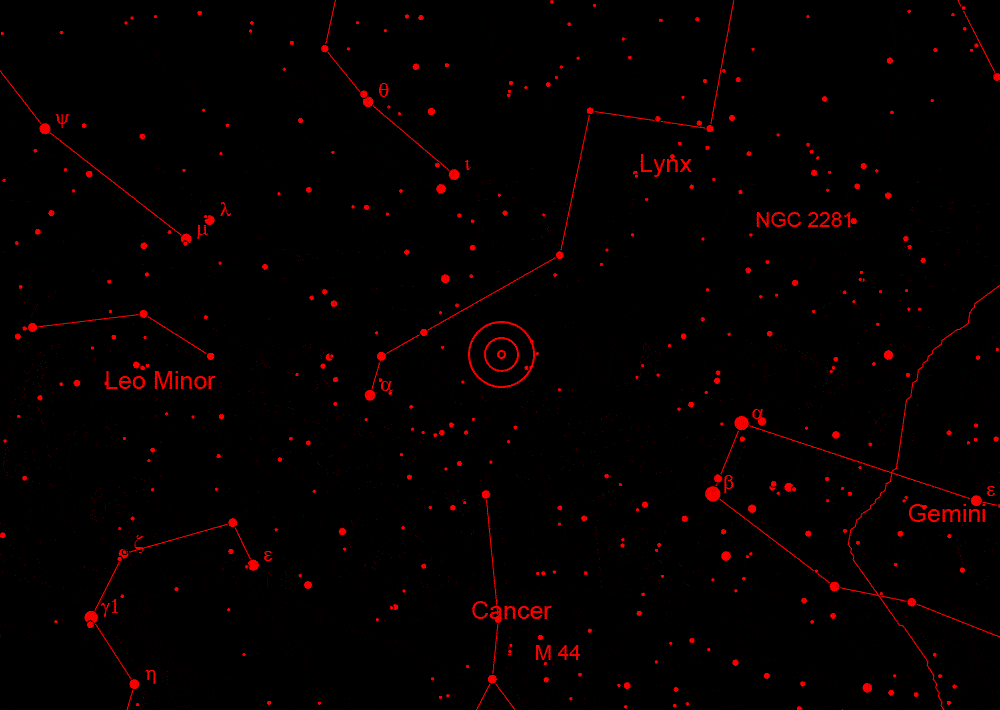 θ
ψ
ι
Lynx
λ
μ
NGC 2281
Leo Minor
α
α
β
ε
Gemini
ζ
ε
γ1
Cancer
M 44
η